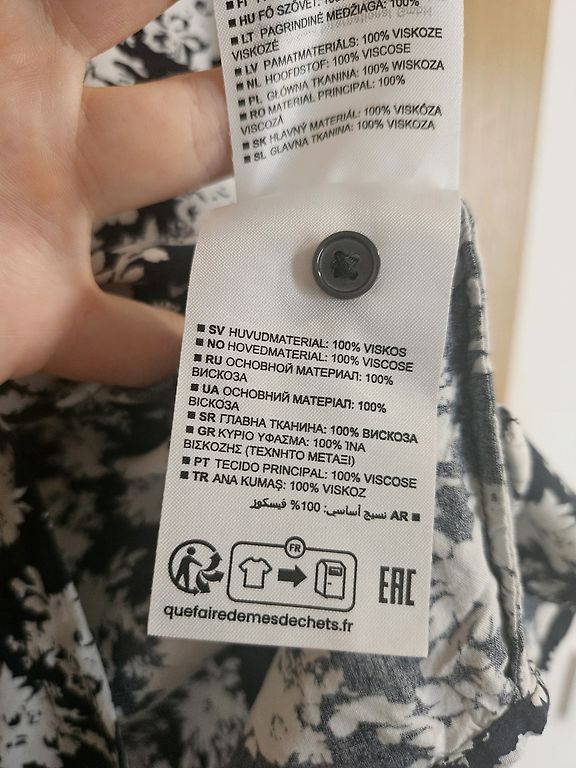 HU FŐ SZÖVET: 100%
LT PAGRINDINĖ MEDŽIAGA: 100%
VISKOZĖ
LV PAMATMATERIĀLS: 100% VISKOZE
NL HOOFDSTOF: 100% VISCOSE
PL GŁÓWNA TKANINA: 100% WISKOZA
RO MATERIAL PRINCIPAL: 100%
VISCOZĂ
SK HLAVNÝ MATERIÁL: 100% VISKÓZA
SL GLAVNA TKANINA: 100% VISKOZA
SV HUVUDMATERIAL: 100% VISKOS
NO HOVEDMATERIAL: 100% VISCOSE
RU ОСНОВНОЙ МАТЕРИАЛ: 100%
ВИСКОЗА
UA ОСНОВНИЙ МАТЕРІАЛ: 100%
ВІСКОЗА
SR ГЛАВНА ТКАНИНА: 100% ВИСКОЗА
GR ΚΥΡΙΟ ΥΦΑΣΜΑ: 100% ΊΝΑ
ΒΙΣΚΟΖΗΣ (ΤΕΧΝΗΤΟ ΜΕΤΑΞΙ)
PT TECIDO PRINCIPAL: 100% VISCOSE
TR ANA KUMAŞ: 100% VISKOZ
AR نسيج أساسي: 100% فيسكوز
FR
EAC
quefairedemesdechets.fr